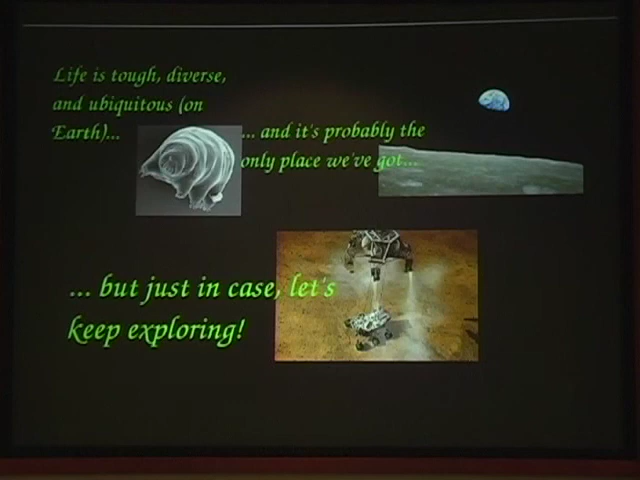 Life is tough, diverse,
and ubiquitous (on
Earth)...
... and it's probably the
only place we've got...
... but just in case, let's
keep exploring!